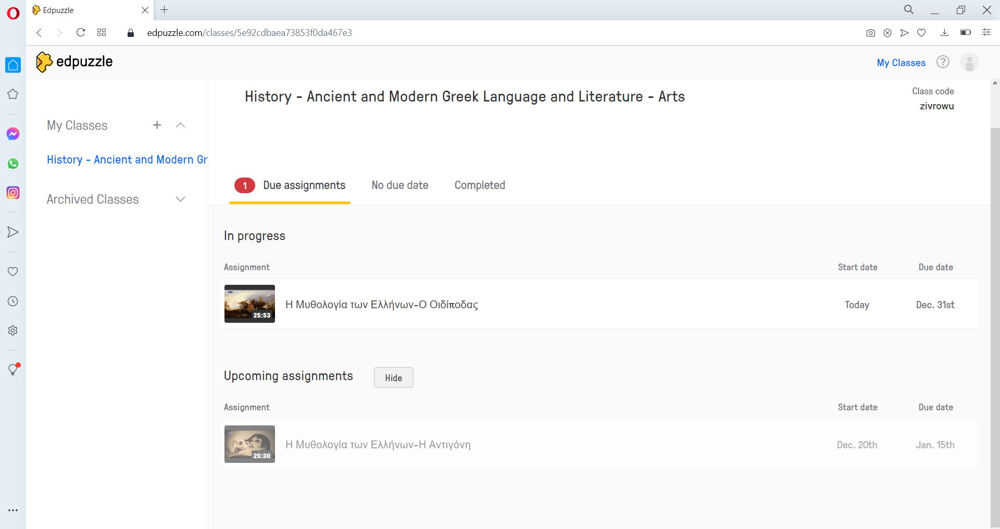 Edpuzzle
edpuzzle.com/classes/5e92cdbaea73853f0da467e3
edpuzzle
My Classes
?
History - Ancient and Modern Greek Language and Literature - Arts
Class code
zivrowu
My Classes
History - Ancient and Modern Gr
Archived Classes
1 Due assignments No due date Completed
In progress
Assignment Start date Due date
25:53 Η Μυθολογία των Ελλήνων-Ο Οιδίποδας Today Dec. 31st
Upcoming assignments Hide
Assignment Start date Due date
25:30 Η Μυθολογία των Ελλήνων-Η Αντιγόνη Dec. 20th Jan. 15th